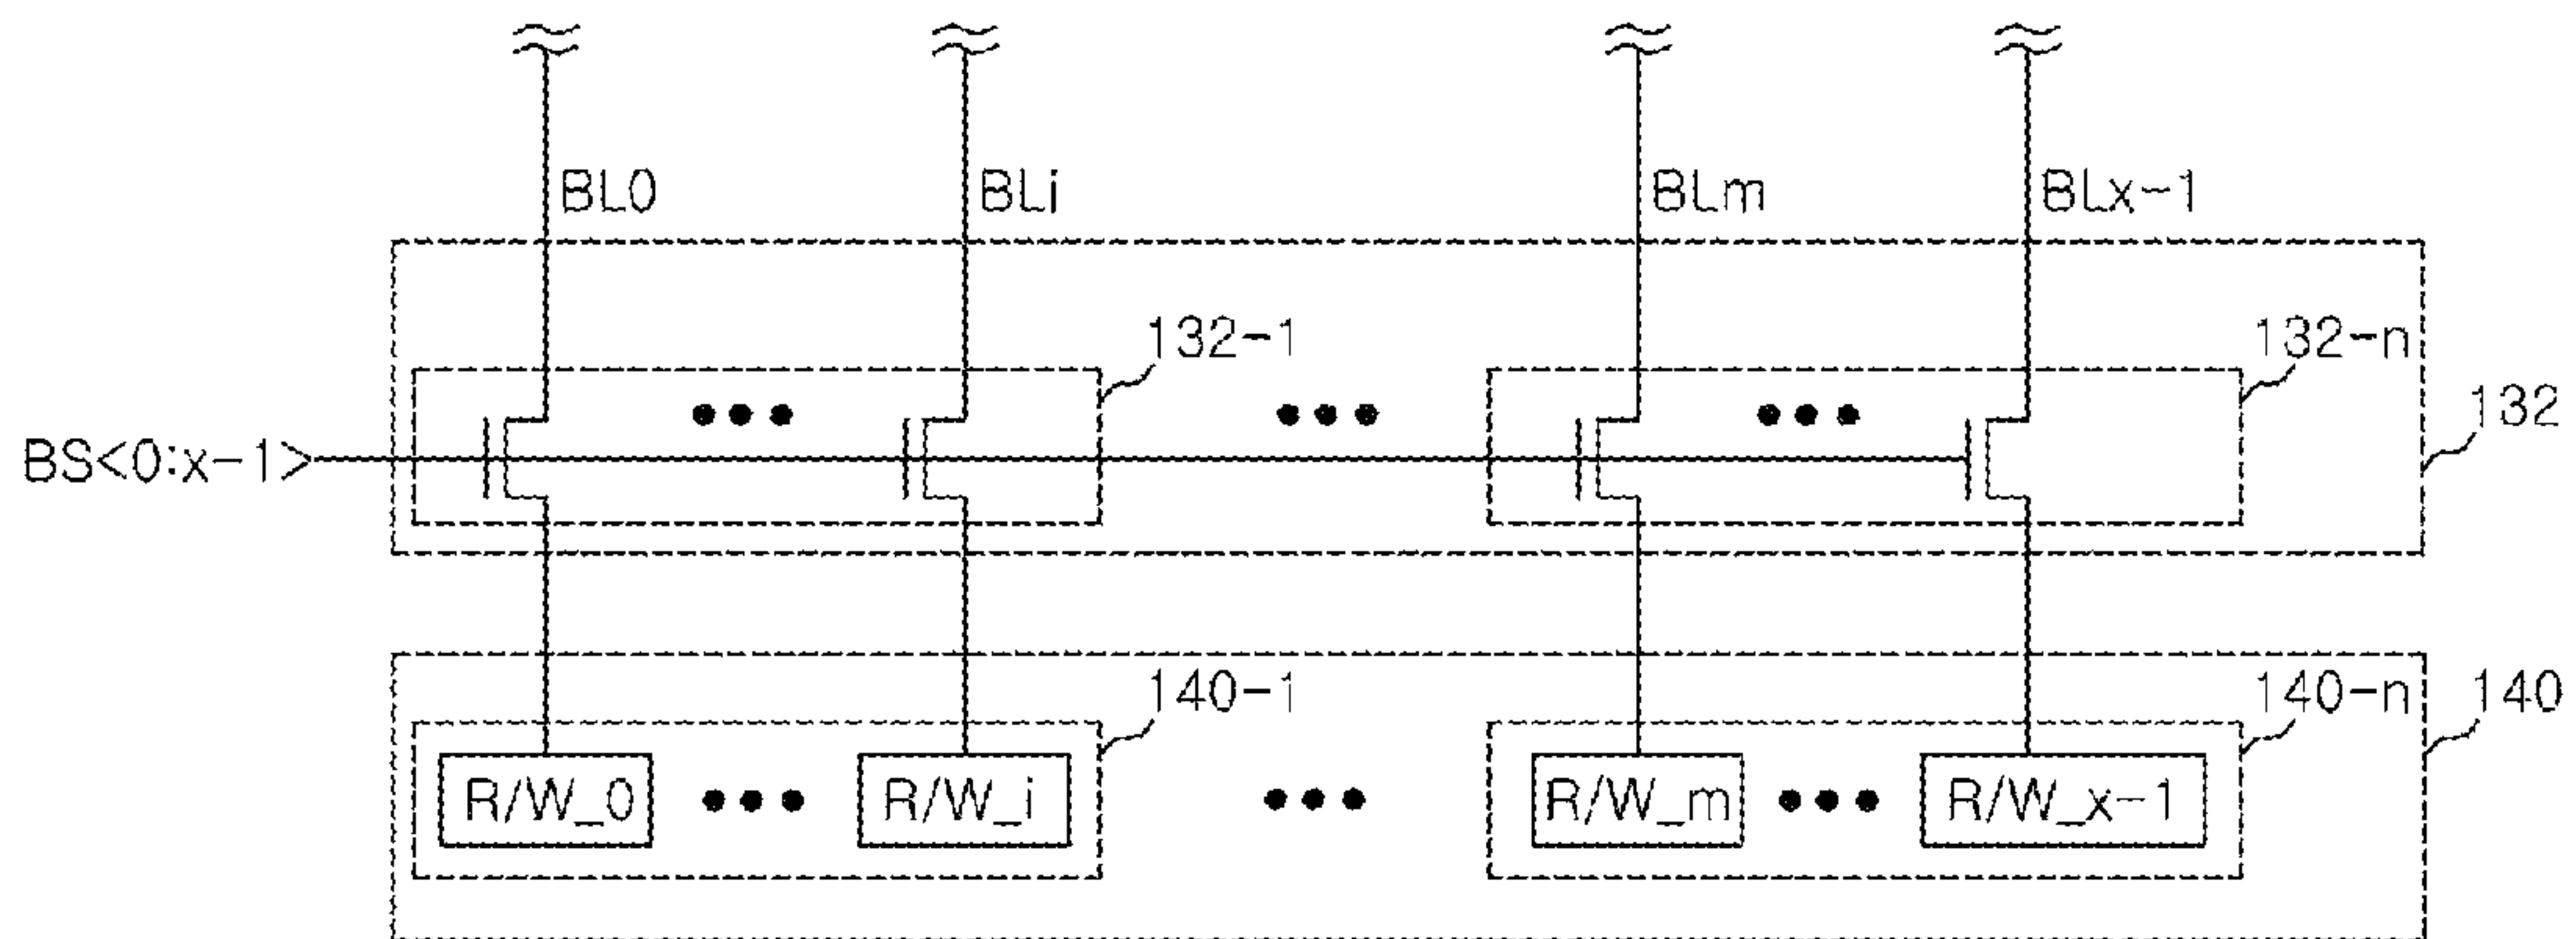 BL0 BLi BLm BLx-1
132-1 132-n
132
BS<0:x-1>
140-1 140-n 140
R/W_0 R/W_i R/W_m R/W_x-1